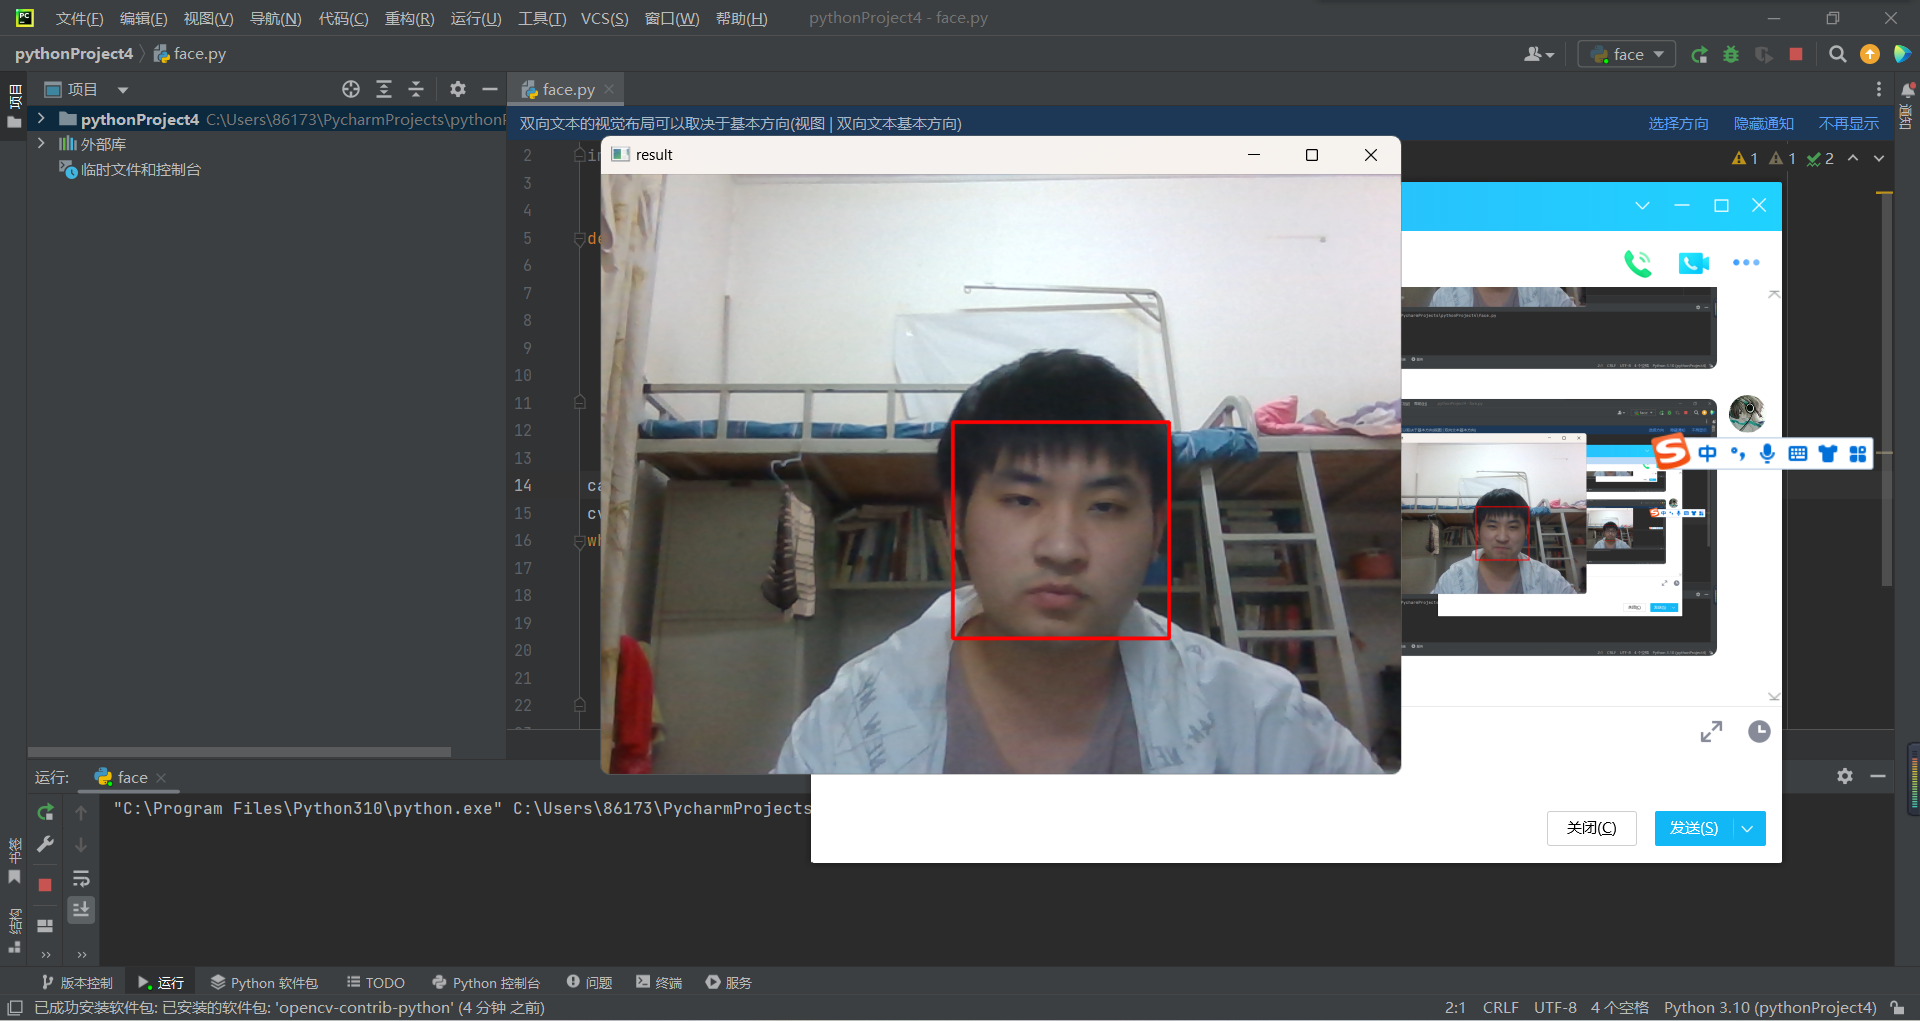 文件(F) 编辑(E) 视图(V) 导航(N) 代码(C) 重构(R) 运行(U) 工具(T) VCS(S) 窗口(W) 帮助(H) pythonProject4 - face.py
pythonProject4 face.py
face
项目
项目
face.py
通知
pythonProject4 C:\Users\86173\PycharmProjects\pythonP
外部库
临时文件和控制台
双向文本的视觉布局可以取决于基本方向(视图 | 双向文本基本方向)
选择方向 隐藏通知 不再显示
1 1 2
result
2
3
4
5 de
6
7
8
9
10
11
12
13
14 ca
15 cv
16 wh
17
18
19
20
21
22
中
关闭(C) 发送(S)
运行: face
"C:\Program Files\Python310\python.exe" C:\Users\86173\PycharmProjects
书签
结构
版本控制 运行 Python 软件包 TODO Python 控制台 问题 终端 服务
已成功安装软件包: 已安装的软件包: 'opencv-contrib-python' (4 分钟 之前)
2:1 CRLF UTF-8 4 个空格 Python 3.10 (pythonProject4)